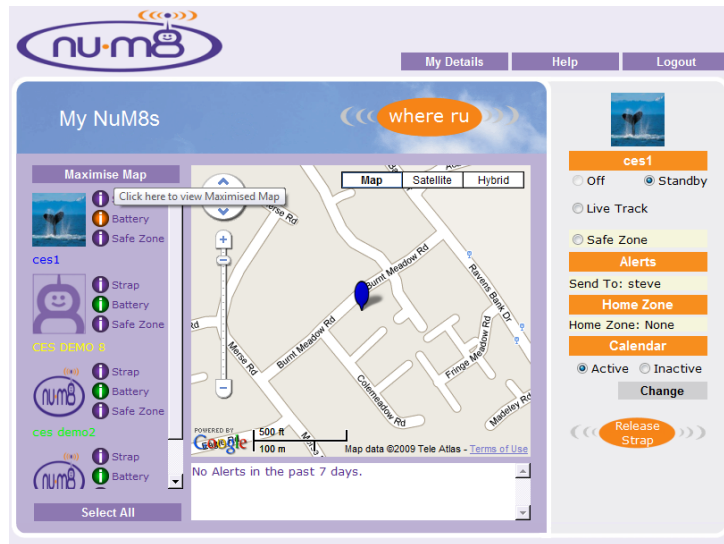 nu·m8
My Details Help Logout
My NuM8s
where ru
Maximise Map
Click here to view Maximised Map
Battery
Safe Zone
ces1
Strap
Battery
Safe Zone
CES DEMO 8
num8
Strap
Battery
Safe Zone
ces demo2
num8
Strap
Battery
Select All
Map Satellite Hybrid
Merse Rd
Burnt Meadow Rd
Ravens Bank Dr
Burnt Meadow Rd
Merse Rd
Fringe Meadow Rd
Colemeadow Rd
Madeley Rd
POWERED BY
Google
500 ft
100 m
Map data ©2009 Tele Atlas - Terms of Use
No Alerts in the past 7 days.
ces1
Off Standby
Live Track
Safe Zone
Alerts
Send To: steve
Home Zone
Home Zone: None
Calendar
Active Inactive
Change
Release
Strap